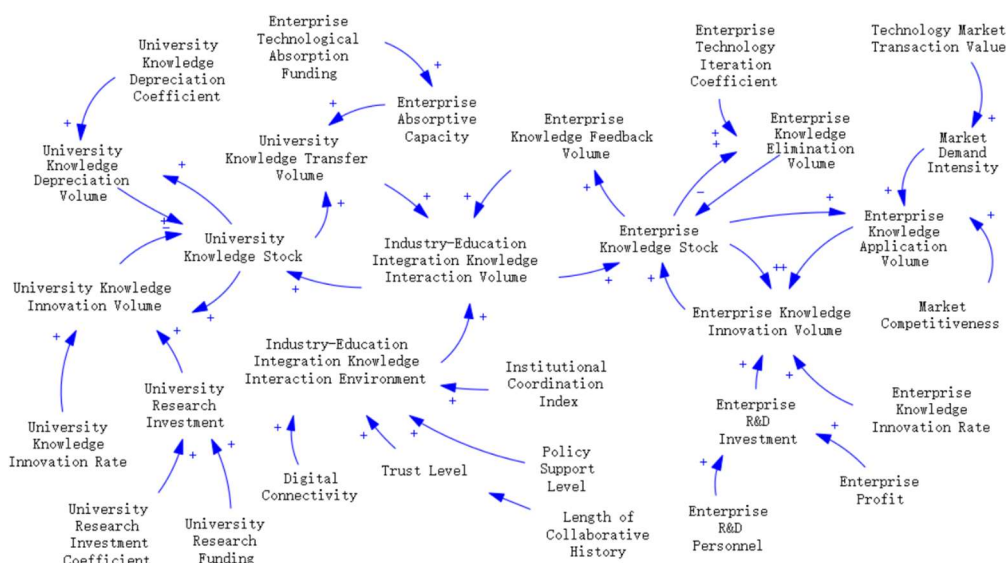 University
Knowledge
Depreciation
Coefficient
Enterprise
Technological
Absorption
Funding
Enterprise
Technology
Iteration
Coefficient
Technology Market
Transaction Value
University
Knowledge
Depreciation
Volume
University
Knowledge Transfer
Volume
Enterprise
Absorptive
Capacity
Enterprise
Knowledge Feedback
Volume
Enterprise
Knowledge
Elimination
Volume
Market
Demand
Intensity
University
Knowledge Stock
Industry-Education
Integration Knowledge
Interaction Volume
Enterprise
Knowledge Stock
Enterprise
Knowledge
Application
Volume
University Knowledge
Innovation Volume
Enterprise Knowledge
Innovation Volume
Market
Competitiveness
Industry-Education
Integration Knowledge
Interaction Environment
Institutional
Coordination
Index
University
Research
Investment
Enterprise
R&D
Investment
Enterprise
Knowledge
Innovation Rate
University
Knowledge
Innovation Rate
Digital
Connectivity
Trust Level
Policy
Support
Level
Enterprise
Profit
University
Research
Investment
Coefficient
University
Research
Funding
Length of
Collaborative
History
Enterprise
R&D
Personnel